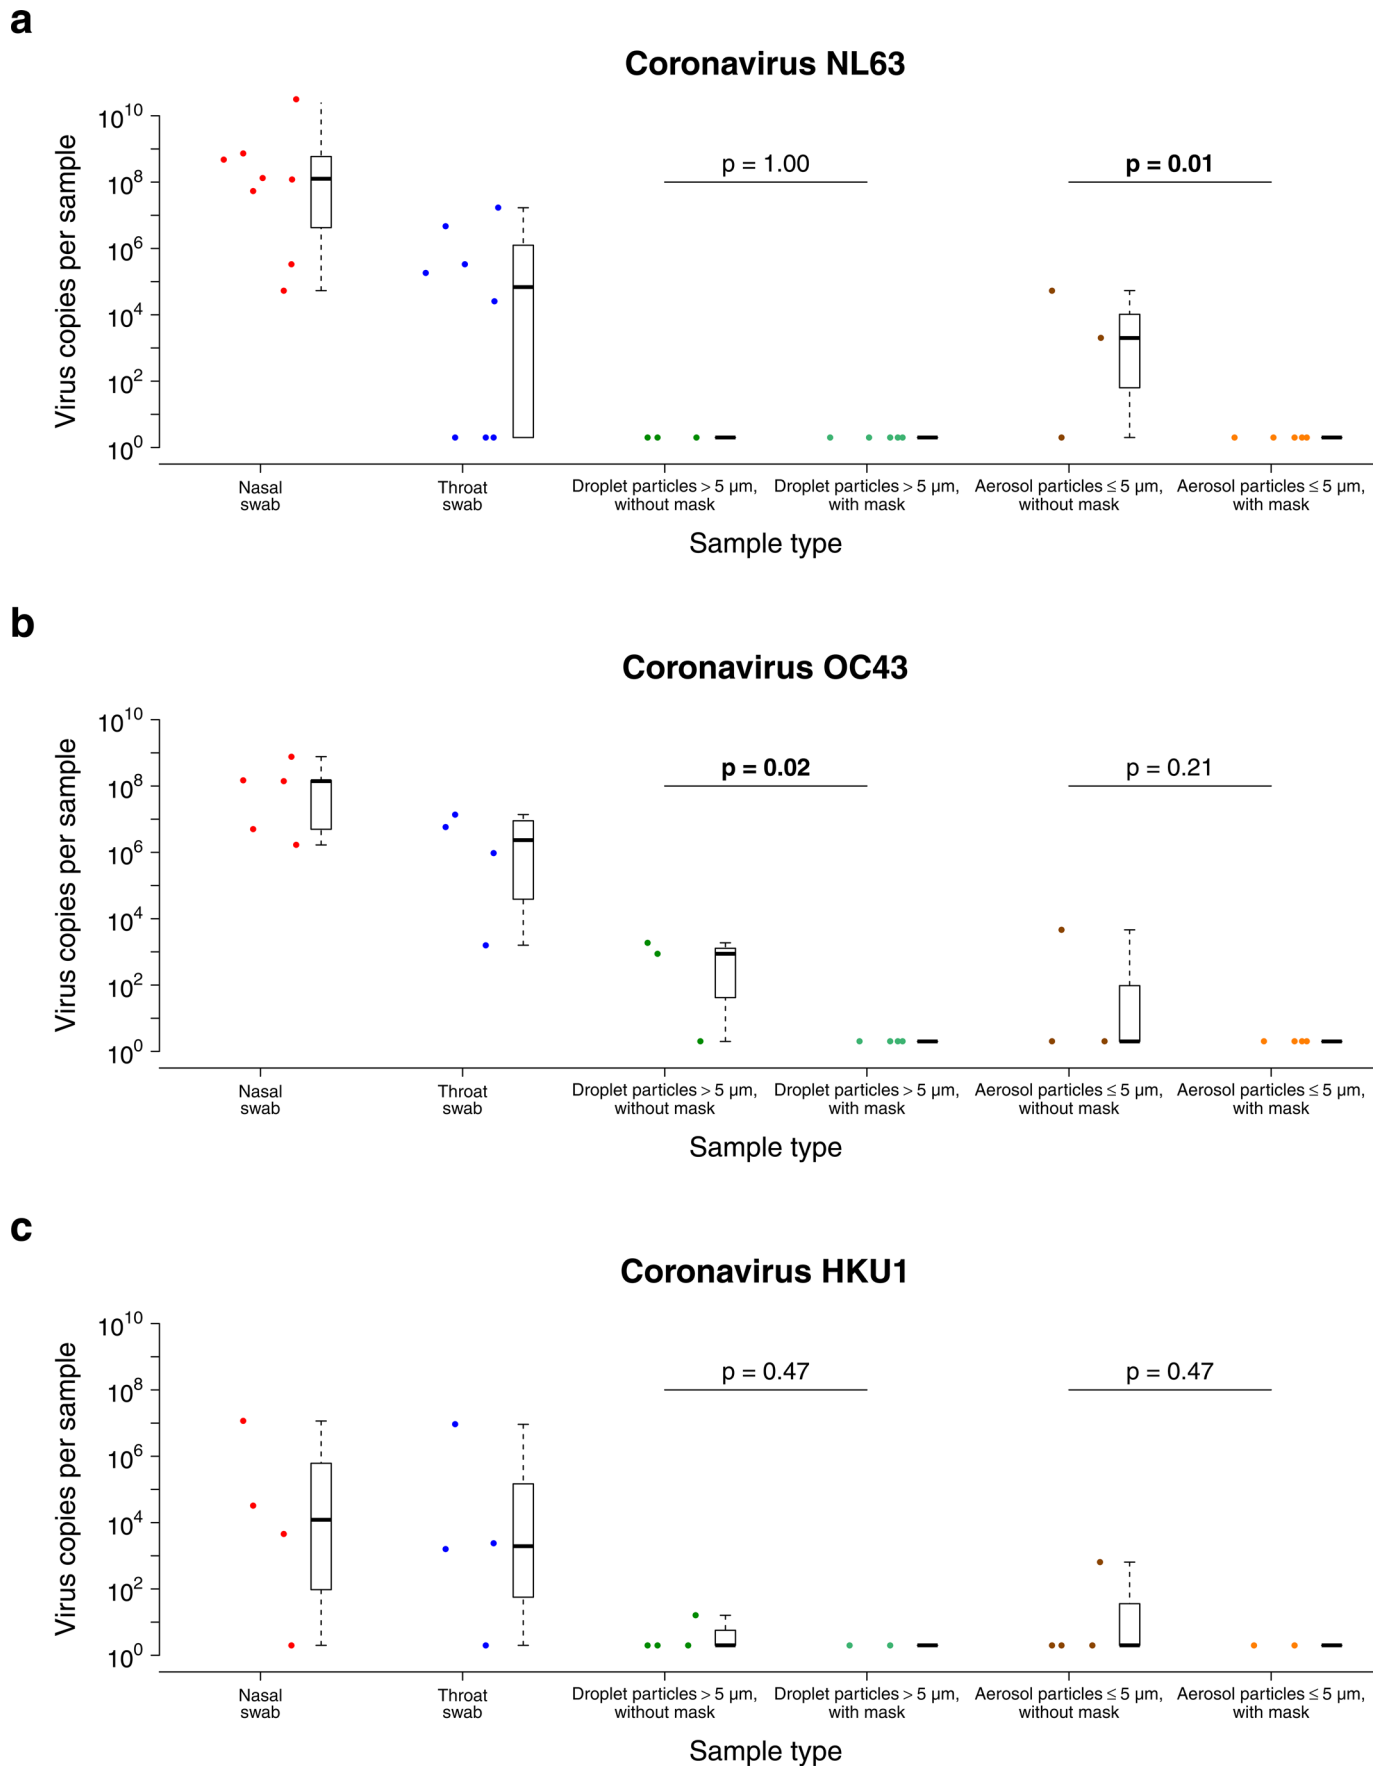 a
Coronavirus NL63
Virus copies per sample
10^10
10^8
10^6
10^4
10^2
10^0
p = 1.00
p = 0.01
Nasal
swab
Throat
swab
Droplet particles > 5 µm,
without mask
Droplet particles > 5 µm,
with mask
Aerosol particles ≤ 5 µm,
without mask
Aerosol particles ≤ 5 µm,
with mask
Sample type
b
Coronavirus OC43
Virus copies per sample
10^10
10^8
10^6
10^4
10^2
10^0
p = 0.02
p = 0.21
Nasal
swab
Throat
swab
Droplet particles > 5 µm,
without mask
Droplet particles > 5 µm,
with mask
Aerosol particles ≤ 5 µm,
without mask
Aerosol particles ≤ 5 µm,
with mask
Sample type
c
Coronavirus HKU1
Virus copies per sample
10^10
10^8
10^6
10^4
10^2
10^0
p = 0.47
p = 0.47
Nasal
swab
Throat
swab
Droplet particles > 5 µm,
without mask
Droplet particles > 5 µm,
with mask
Aerosol particles ≤ 5 µm,
without mask
Aerosol particles ≤ 5 µm,
with mask
Sample type